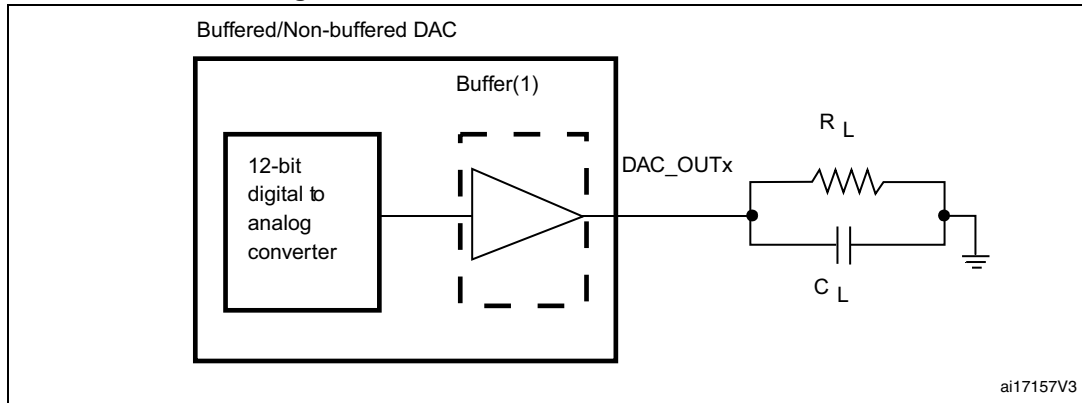 Buffered/Non-buffered DAC
Buffer(1)
12-bit
digital to
analog
converter
DAC_OUTx
R L
C L
ai17157V3